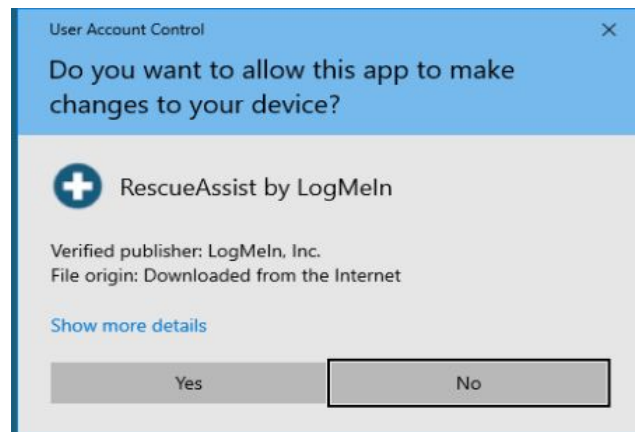 User Account Control
Do you want to allow this app to make
changes to your device?
RescueAssist by LogMeIn
Verified publisher: LogMeIn, Inc.
File origin: Downloaded from the Internet
Show more details
Yes
No